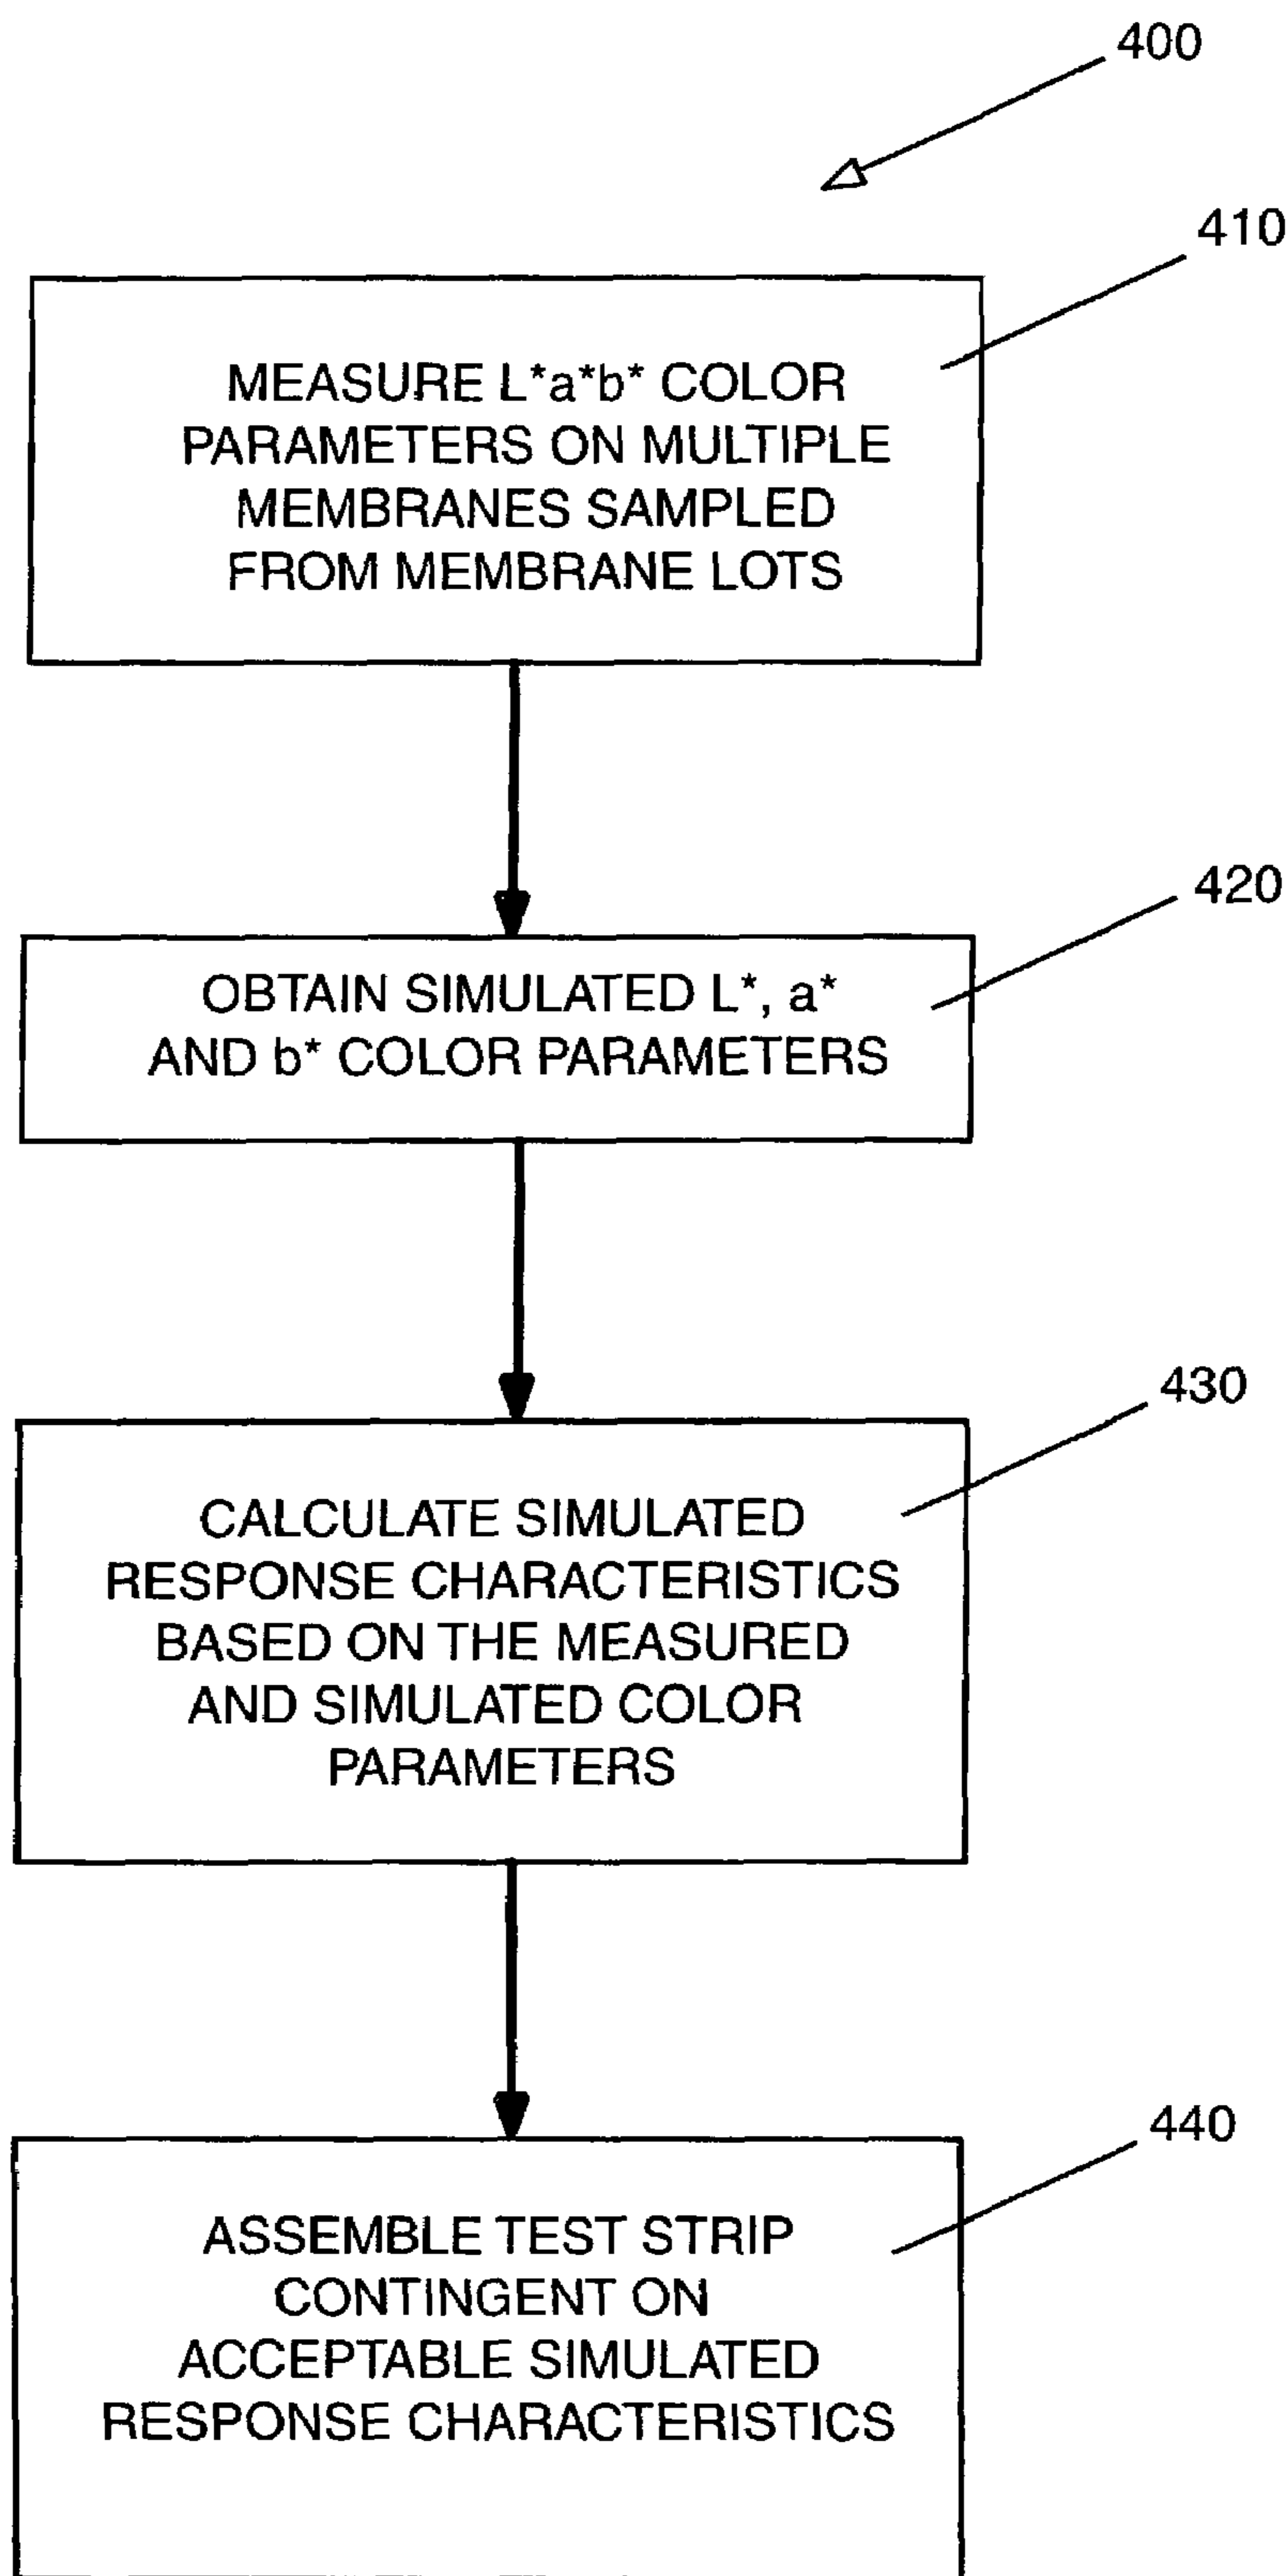 400
410
MEASURE L*a*b* COLOR
PARAMETERS ON MULTIPLE
MEMBRANES SAMPLED
FROM MEMBRANE LOTS
420
OBTAIN SIMULATED L*, a*
AND b* COLOR PARAMETERS
430
CALCULATE SIMULATED
RESPONSE CHARACTERISTICS
BASED ON THE MEASURED
AND SIMULATED COLOR
PARAMETERS
440
ASSEMBLE TEST STRIP
CONTINGENT ON
ACCEPTABLE SIMULATED
RESPONSE CHARACTERISTICS